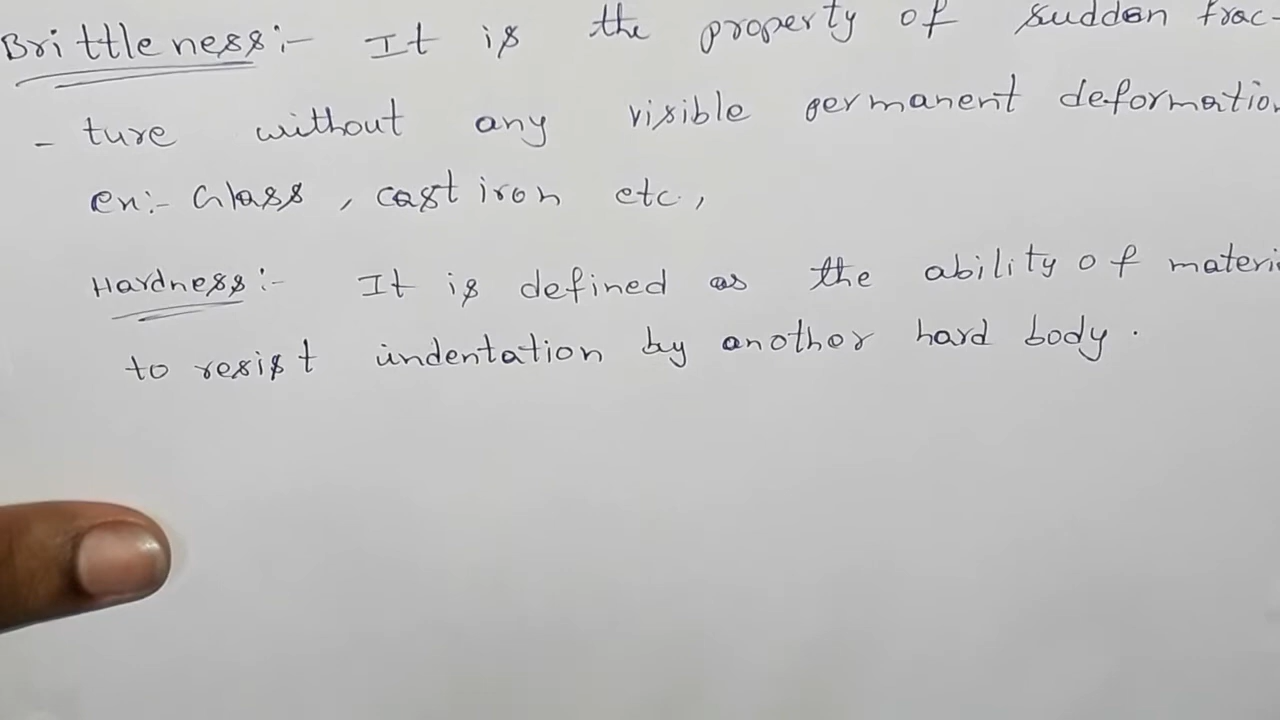 Brittleness:- It is the property of sudden frac-
- ture without any visible permanent deformation
ex:- Glass, cast iron etc.,
Hardness:- It is defined as the ability of materi
to resist indentation by another hard body.